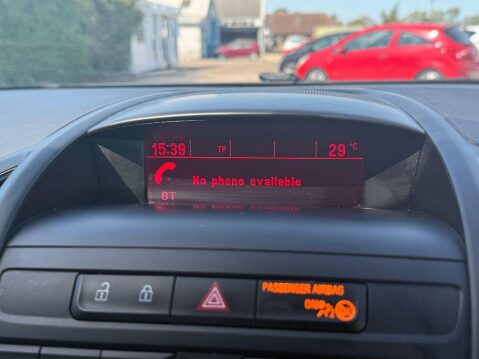 15:39 TP 29 °C
No phone available
BT
PASSENGER AIRBAG